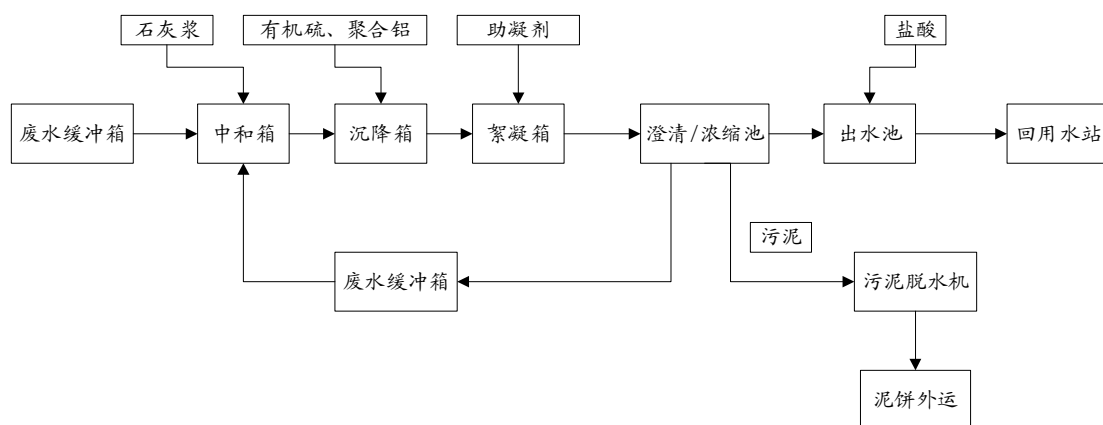 石灰浆
有机硫、聚合铝
助凝剂
盐酸
废水缓冲箱
中和箱
沉降箱
絮凝箱
澄清/浓缩池
出水池
回用水站
污泥
废水缓冲箱
污泥脱水机
泥饼外运